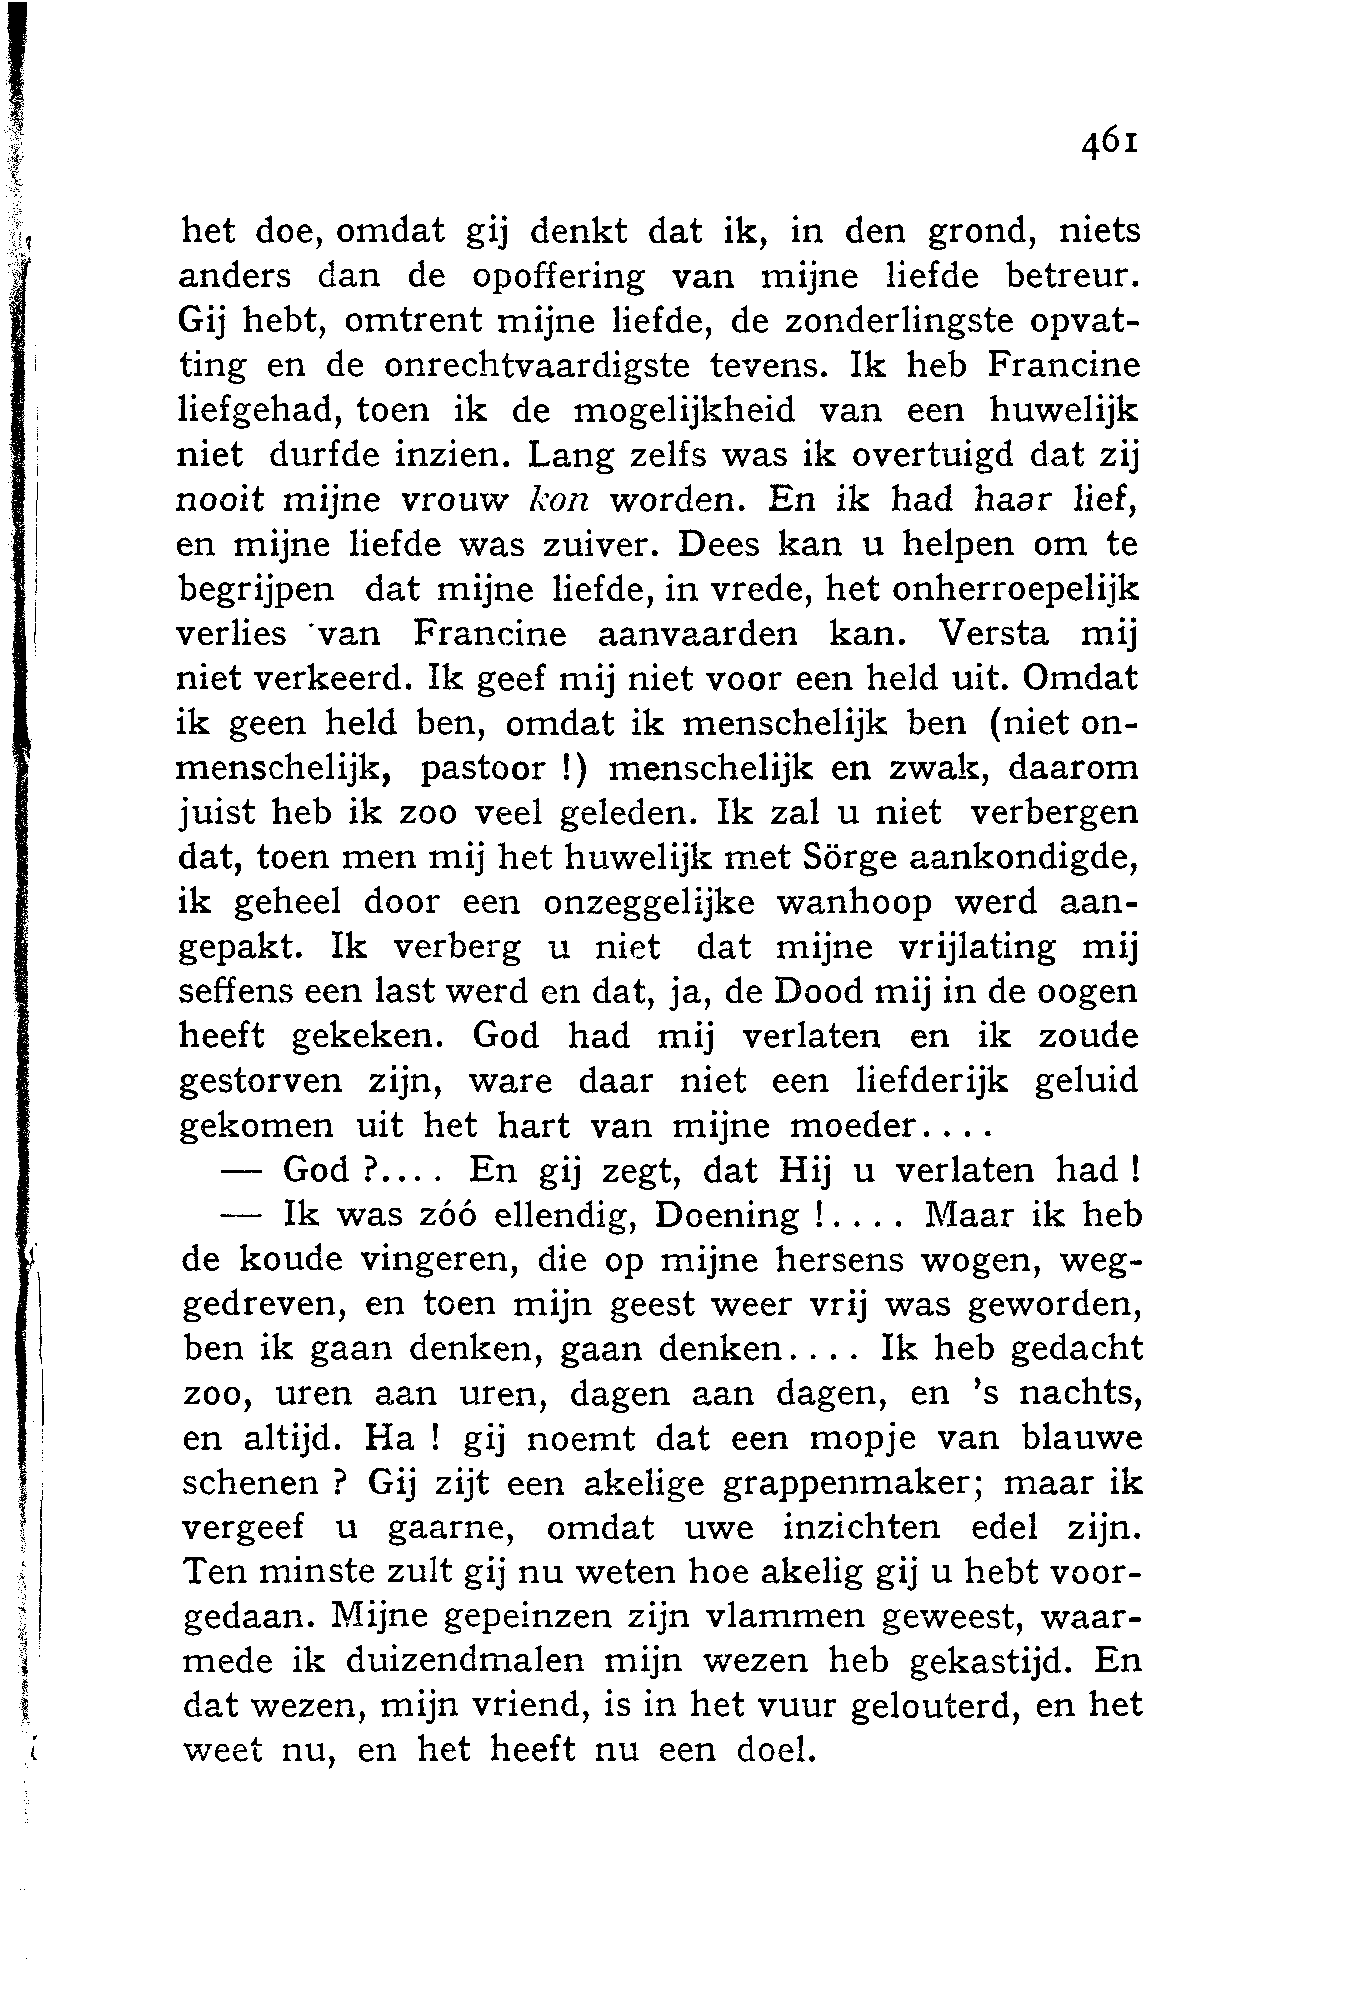 461
het doe, omdat gij denkt dat ik, in den grond, niets
anders dan de opoffering van mijne liefde betreur.
Gij hebt, omtrent mijne liefde, de zonderlingste opvat-
ting en de onrechtvaardigste tevens. Ik heb Francine
liefgehad, toen ik de mogelijkheid van een huwelijk
niet durfde inzien. Lang zelfs was ik overtuigd dat zij
nooit mijne vrouw kon worden. En ik had haar lief,
en mijne liefde was zuiver. Dees kan u helpen om te
begrijpen dat mijne liefde, in vrede, het onherroepelijk
verlies van Francine aanvaarden kan. Versta mij
niet verkeerd. Ik geef mij niet voor een held uit. Omdat
ik geen held ben, omdat ik menschelijk ben (niet on-
menschelijk, pastoor !) menschelijk en zwak, daarom
juist heb ik zoo veel geleden. Ik zal u niet verbergen
dat, toen men mij het huwelijk met Sörge aankondigde,
ik geheel door een onzeggelijke wanhoop werd aan-
gepakt. Ik verberg u niet dat mijne vrijlating mij
seffens een last werd en dat, ja, de Dood mij in de oogen
heeft gekeken. God had mij verlaten en ik zoude
gestorven zijn, ware daar niet een liefderijk geluid
gekomen uit het hart van mijne moeder....
— God ?.... En gij zegt, dat Hij u verlaten had !
— Ik was zóó ellendig, Doening !.... Maar ik heb
de koude vingeren, die op mijne hersens wogen, weg-
gedreven, en toen mijn geest weer vrij was geworden,
ben ik gaan denken, gaan denken.... Ik heb gedacht
zoo, uren aan uren, dagen aan dagen, en 's nachts,
en altijd. Ha ! gij noemt dat een mopje van blauwe
schenen ? Gij zijt een akelige grappenmaker; maar ik
vergeef u gaarne, omdat uwe inzichten edel zijn.
Ten minste zult gij nu weten hoe akelig gij u hebt voor-
gedaan. Mijne gepeinzen zijn vlammen geweest, waar-
mede ik duizendmalen mijn wezen heb gekastijd. En
dat wezen, mijn vriend, is in het vuur gelouterd, en het
weet nu, en het heeft nu een doel.